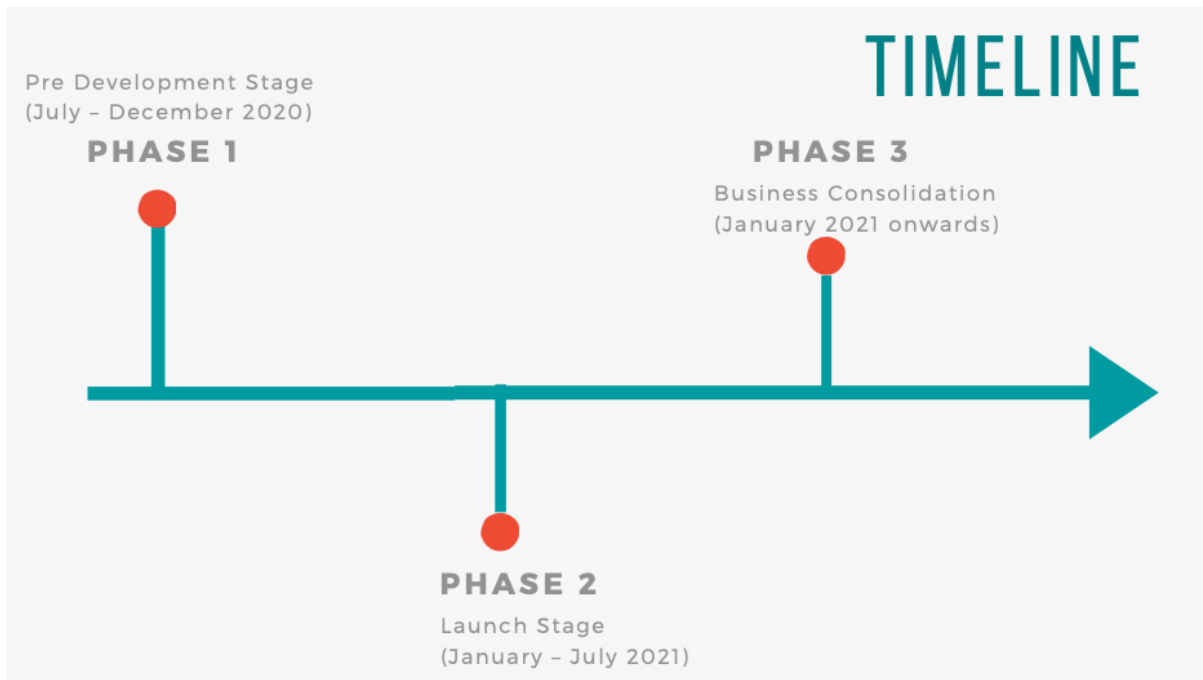 TIMELINE
Pre Development Stage
(July – December 2020)
PHASE 1
PHASE 3
Business Consolidation
(January 2021 onwards)
PHASE 2
Launch Stage
(January – July 2021)